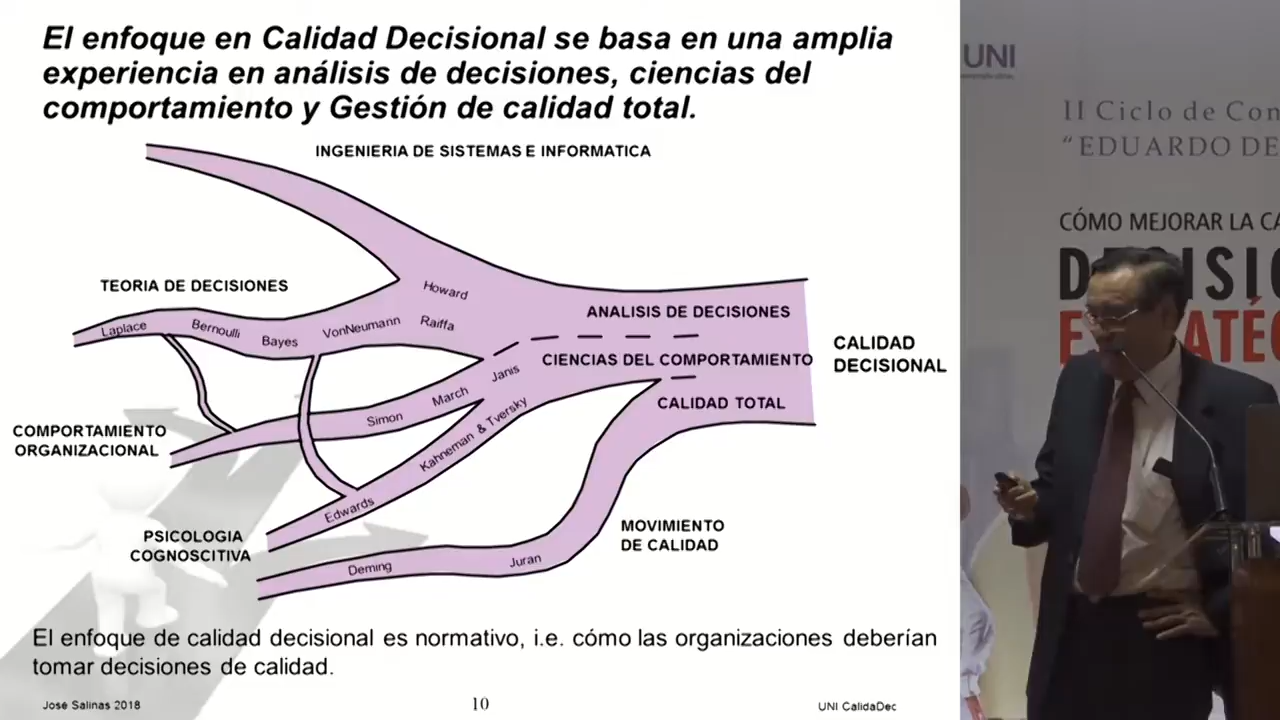 El enfoque en Calidad Decisional se basa en una amplia
experiencia en análisis de decisiones, ciencias del
comportamiento y Gestión de calidad total.
INGENIERIA DE SISTEMAS E INFORMATICA
TEORIA DE DECISIONES
Laplace
Bernoulli
Bayes
VonNeumann
Howard
Raiffa
ANALISIS DE DECISIONES
CIENCIAS DEL COMPORTAMIENTO
CALIDAD TOTAL
CALIDAD
DECISIONAL
COMPORTAMIENTO
ORGANIZACIONAL
Simon
March
Janis
Kahneman & Tversky
Edwards
PSICOLOGIA
COGNOSCITIVA
Deming
Juran
MOVIMIENTO
DE CALIDAD
El enfoque de calidad decisional es normativo, i.e. cómo las organizaciones deberían
tomar decisiones de calidad.
José Salinas 2018
10
UNI CalidaDec
UNI
II Ciclo de
“EDUARDO
CÓMO MEJORAR LA